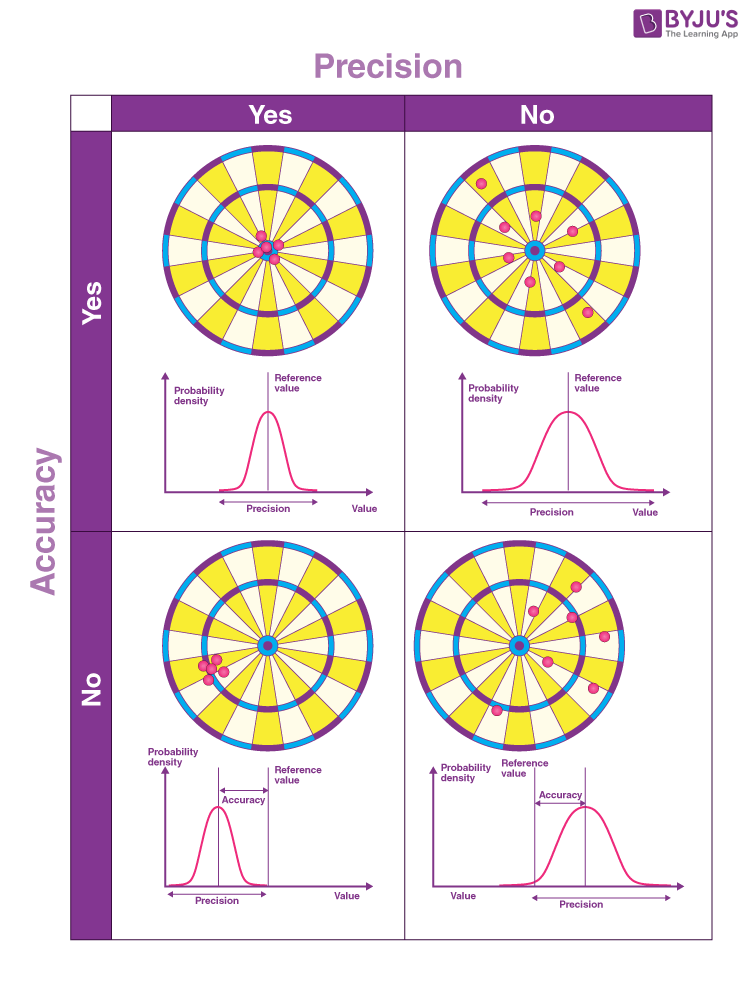 BYJU'S
The Learning App
Precision
Yes
No
Accuracy
Yes
Probability
density
Reference
value
Precision
Value
Probability
density
Reference
value
Precision
Value
No
Probability
density
Reference
value
Accuracy
Precision
Value
Probability
density
Reference
value
Accuracy
Value
Precision